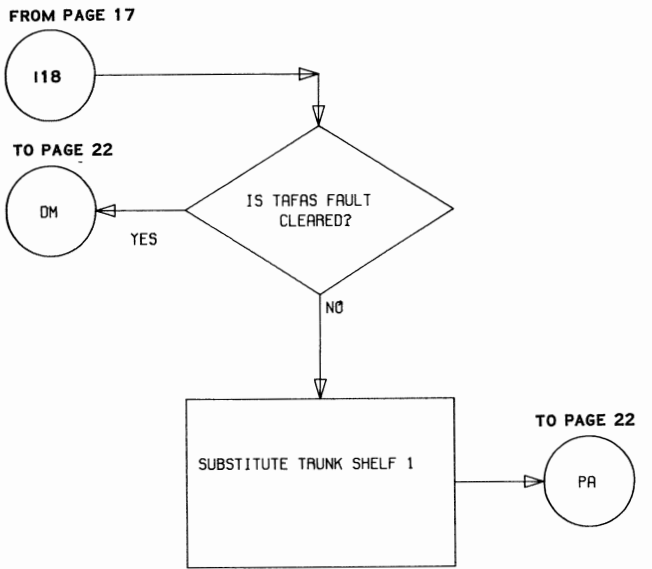 FROM PAGE 17
I18
TO PAGE 22
DM
YES
IS TAFAS FAULT
CLEARED?
NO
SUBSTITUTE TRUNK SHELF 1
TO PAGE 22
PA